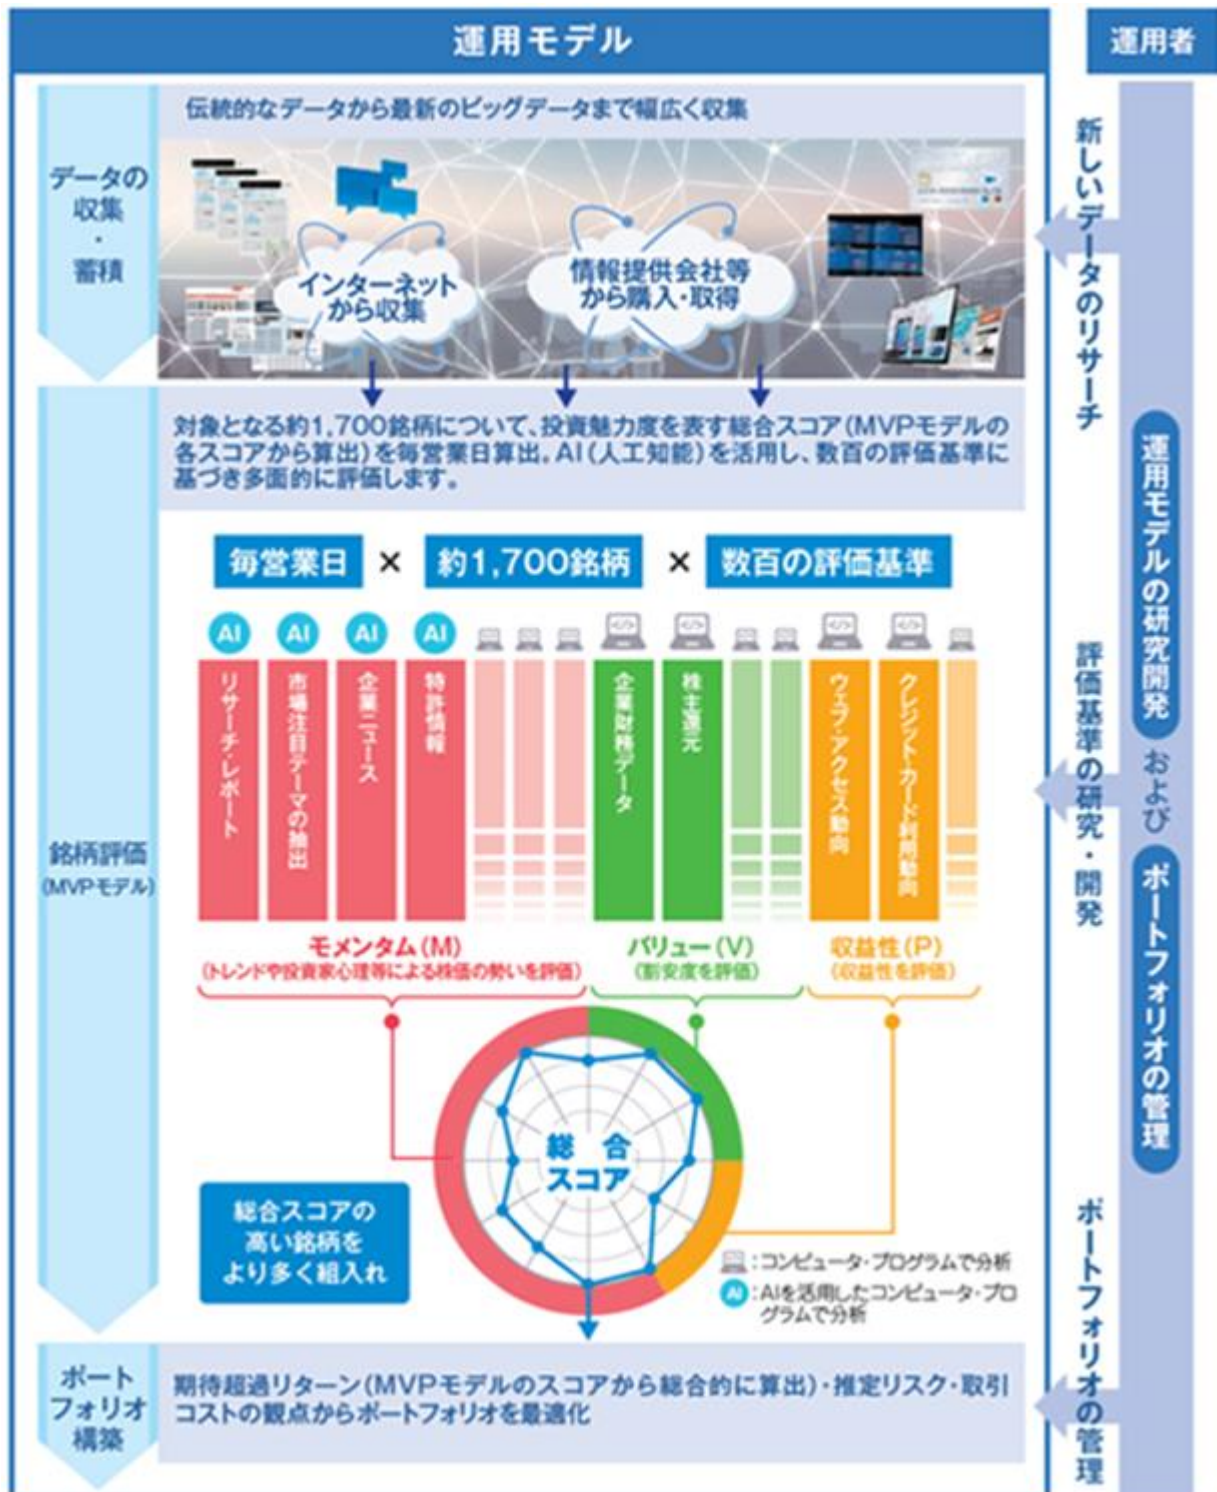 運用モデル
運用者
データの
収集
・
蓄積
伝統的なデータから最新のビッグデータまで幅広く収集
インターネット
から収集
情報提供会社等
から購入・取得
新しいデータのリサーチ
対象となる約1,700銘柄について、投資魅力度を表す総合スコア(MVPモデルの
各スコアから算出)を毎営業日算出。AI(人工知能)を活用し、数百の評価基準に
基づき多面的に評価します。
毎営業日 × 約1,700銘柄 × 数百の評価基準
AI AI AI AI
リサーチ・レポート
市場注目テーマの抽出
企業ニュース
特許情報
企業財務データ
株主還元
ウェブ・アクセス動向
クレジット・カード利用動向
銘柄評価
(MVPモデル)
モメンタム(M)
(トレンドや投資家心理等による株価の勢いを評価)
バリュー(V)
(割安度を評価)
収益性(P)
(収益性を評価)
評価基準の研究・開発
運用モデルの研究開発
および
ポートフォリオの管理
総合
スコア
総合スコアの
高い銘柄を
より多く組入れ
:コンピュータ・プログラムで分析
AI :AIを活用したコンピュータ・プロ
グラムで分析
ポート
フォリオ
構築
期待超過リターン(MVPモデルのスコアから総合的に算出)・推定リスク・取引
コストの観点からポートフォリオを最適化
ポートフォリオの管理